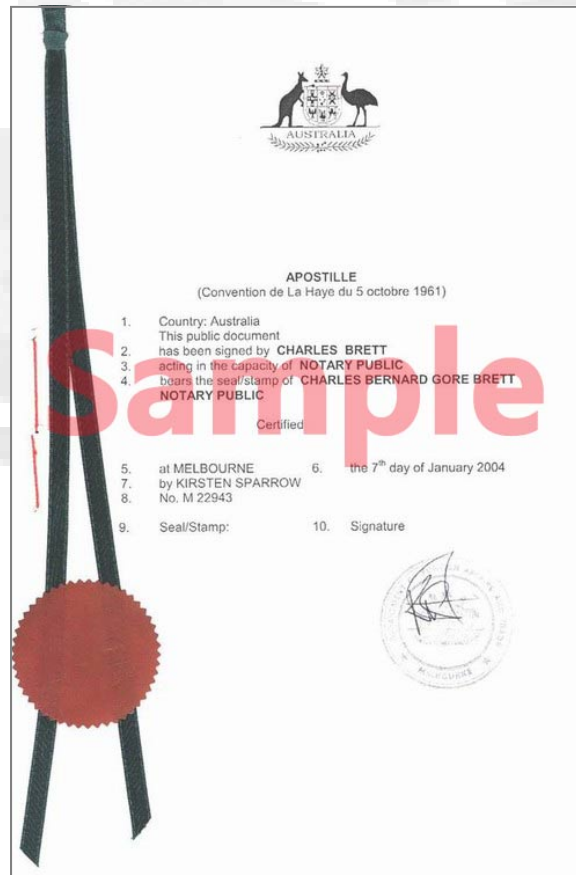 AUSTRALIA
APOSTILLE
(Convention de La Haye du 5 octobre 1961)
1. Country: Australia
This public document
2. has been signed by CHARLES BRETT
3. acting in the capacity of NOTARY PUBLIC
4. bears the seal/stamp of CHARLES BERNARD GORE BRETT
NOTARY PUBLIC
Sample
Certified
5. at MELBOURNE 6. the 7th day of January 2004
7. by KIRSTEN SPARROW
8. No. M 22943
9. Seal/Stamp: 10. Signature
MELBOURNE